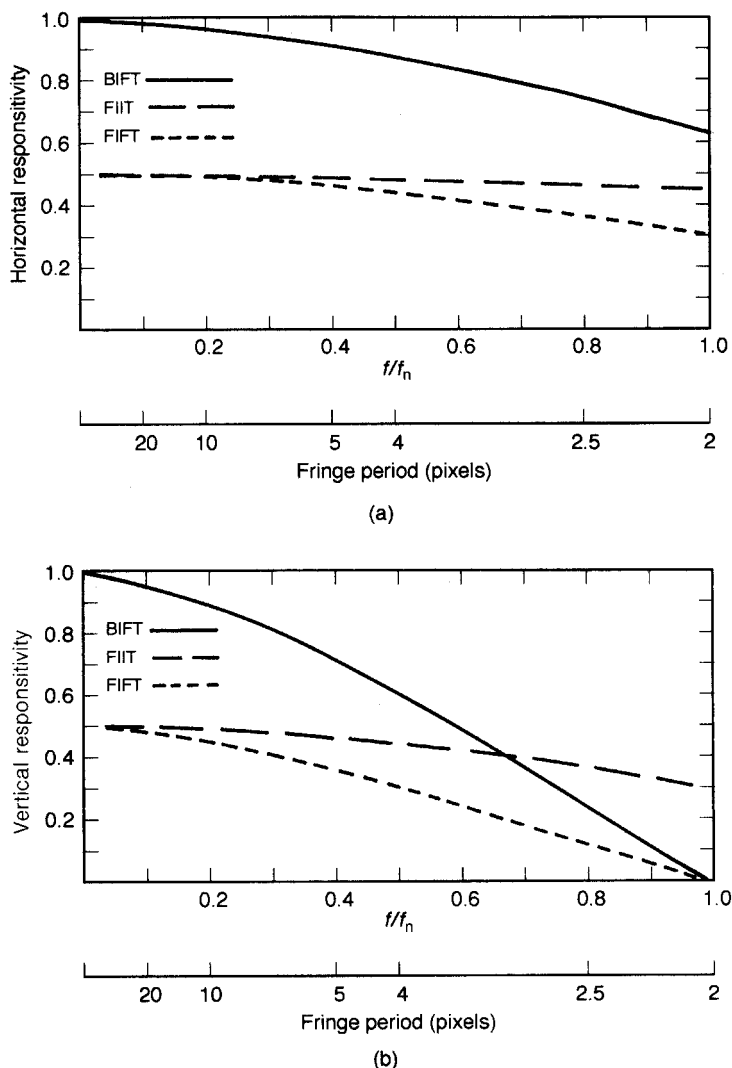 1.0
0.8
0.6
0.4
0.2
Horizontal responsitivity
BIFT
FIIT
FIFT
0.2 0.4 0.6 0.8 1.0
f/fn
20 10 5 4 2.5 2
Fringe period (pixels)
(a)
1.0
0.8
0.6
0.4
0.2
Vertical responsitivity
BIFT
FIIT
FIFT
0.2 0.4 0.6 0.8 1.0
f/fn
20 10 5 4 2.5 2
Fringe period (pixels)
(b)